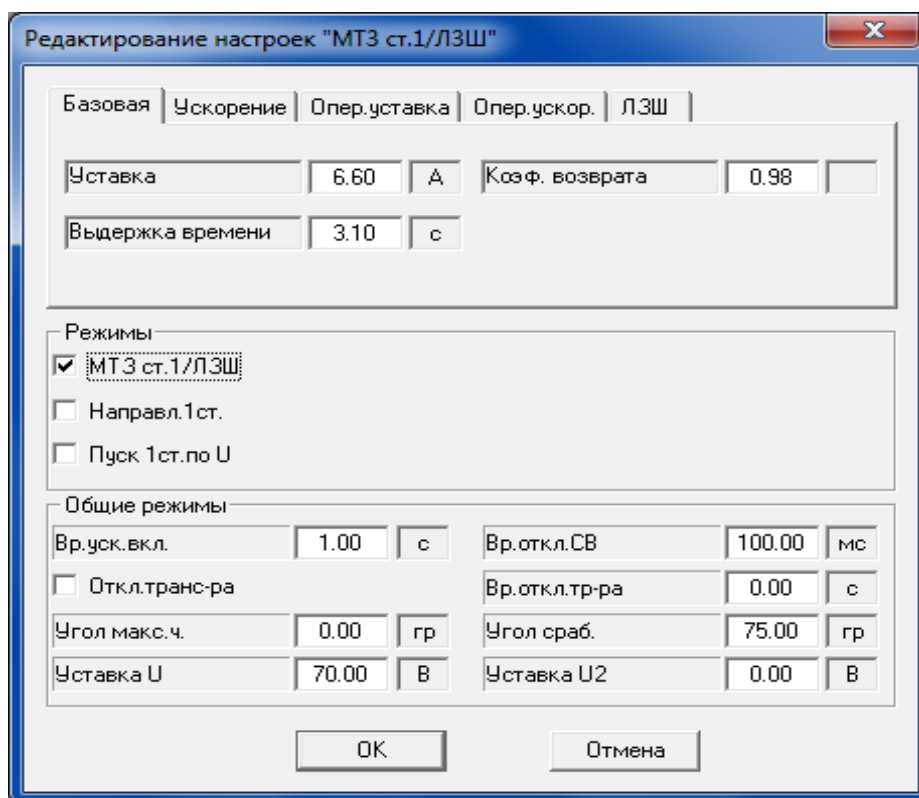 Редактирование настроек "МТЗ ст.1/ЛЗШ"
Базовая Ускорение Опер.уставка Опер.ускор. ЛЗШ
Уставка 6.60 А Коэф. возврата 0.98
Выдержка времени 3.10 с
Режимы
МТЗ ст.1/ЛЗШ
Направл.1ст.
Пуск 1ст.по U
Общие режимы
Вр.уск.вкл. 1.00 с Вр.откл.СВ 100.00 мс
Откл.транс-ра Вр.откл.тр-ра 0.00 с
Угол макс.ч. 0.00 гр Угол сраб. 75.00 гр
Уставка U 70.00 В Уставка U2 0.00 В
OK Отмена